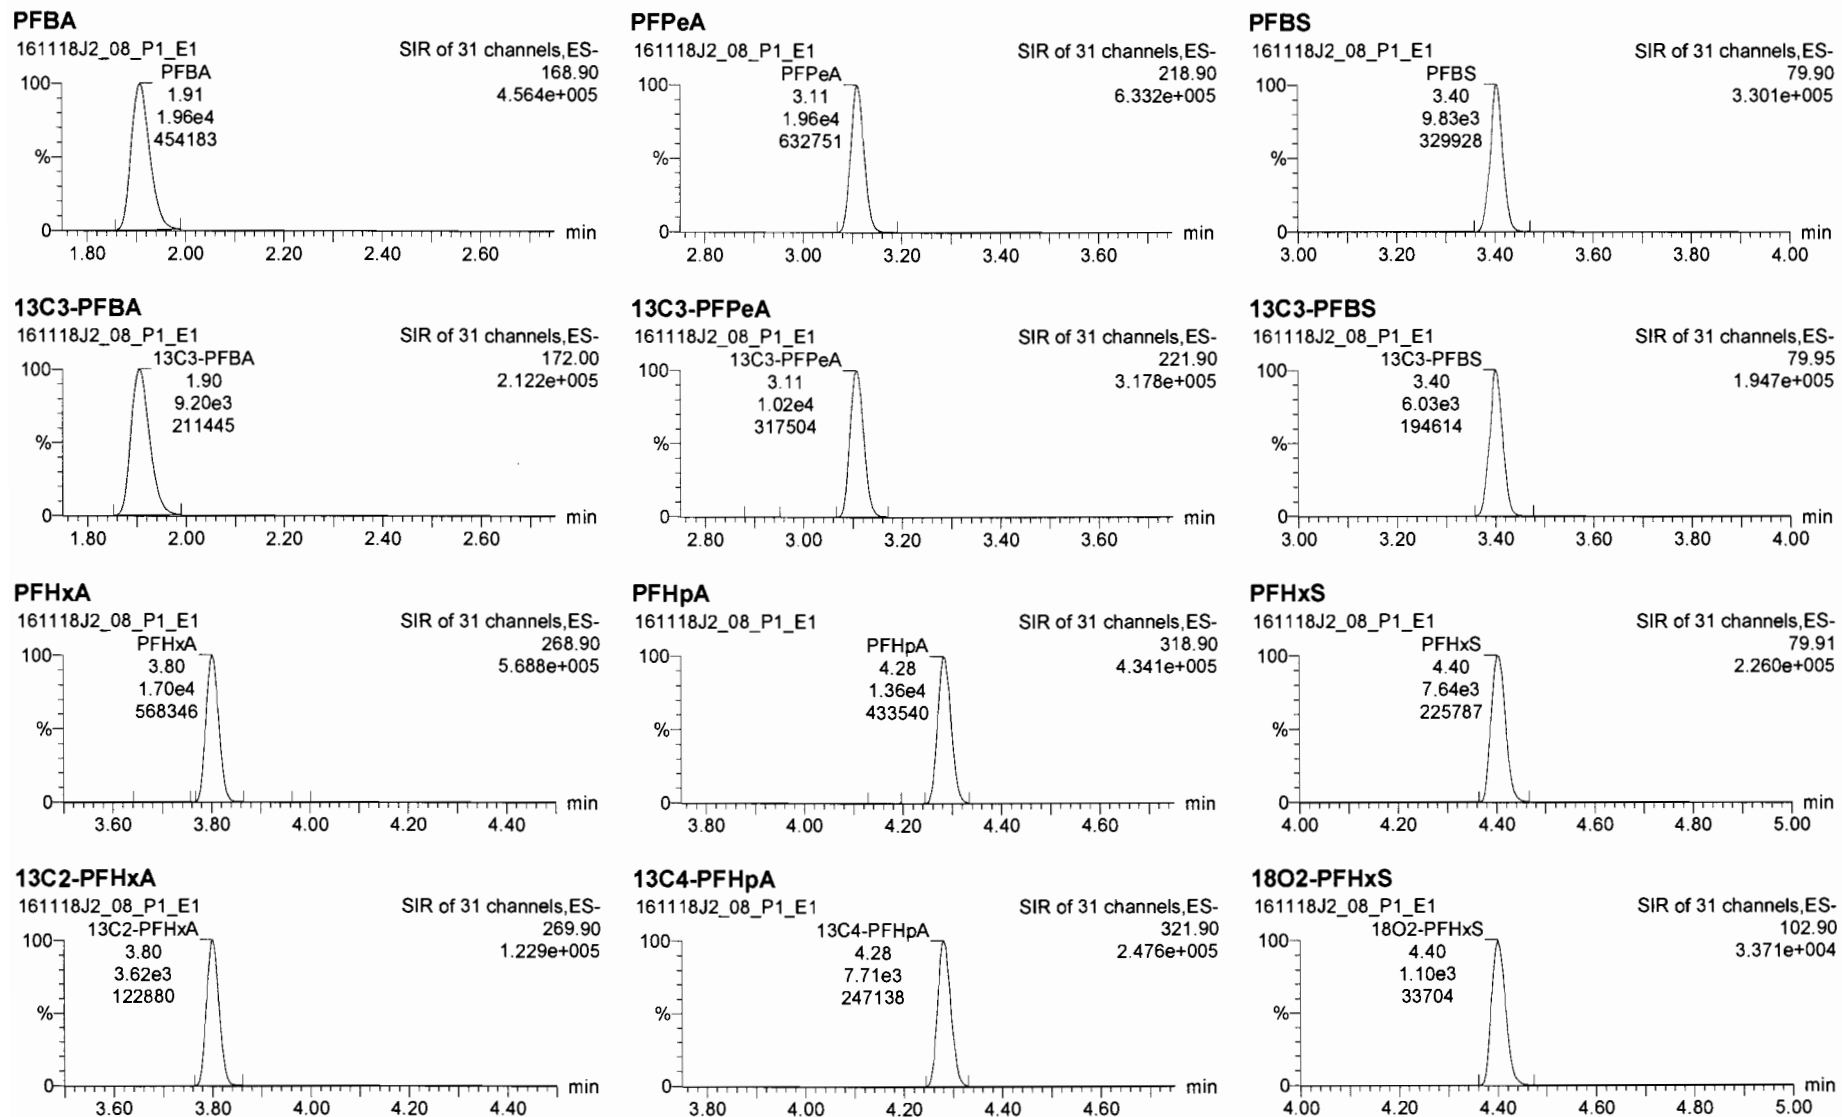 PFBA
161118J2_08_P1_E1
SIR of 31 channels,ES-
168.90
4.564e+005
PFBA
1.91
1.96e4
454183
100
%
0
1.80 2.00 2.20 2.40 2.60
min
PFPeA
161118J2_08_P1_E1
SIR of 31 channels,ES-
218.90
6.332e+005
PFPeA
3.11
1.96e4
632751
100
%
0
2.80 3.00 3.20 3.40 3.60
min
PFBS
161118J2_08_P1_E1
SIR of 31 channels,ES-
79.90
3.301e+005
PFBS
3.40
9.83e3
329928
100
%
0
3.00 3.20 3.40 3.60 3.80 4.00
min
13C3-PFBA
161118J2_08_P1_E1
SIR of 31 channels,ES-
172.00
2.122e+005
13C3-PFBA
1.90
9.20e3
211445
100
%
0
1.80 2.00 2.20 2.40 2.60
min
13C3-PFPeA
161118J2_08_P1_E1
SIR of 31 channels,ES-
221.90
3.178e+005
13C3-PFPeA
3.11
1.02e4
317504
100
%
0
2.80 3.00 3.20 3.40 3.60
min
13C3-PFBS
161118J2_08_P1_E1
SIR of 31 channels,ES-
79.95
1.947e+005
13C3-PFBS
3.40
6.03e3
194614
100
%
0
3.00 3.20 3.40 3.60 3.80 4.00
min
PFHxA
161118J2_08_P1_E1
SIR of 31 channels,ES-
268.90
5.688e+005
PFHxA
3.80
1.70e4
568346
100
%
0
3.60 3.80 4.00 4.20 4.40
min
PFHpA
161118J2_08_P1_E1
SIR of 31 channels,ES-
318.90
4.341e+005
PFHpA
4.28
1.36e4
433540
100
%
0
3.80 4.00 4.20 4.40 4.60
min
PFHxS
161118J2_08_P1_E1
SIR of 31 channels,ES-
79.91
2.260e+005
PFHxS
4.40
7.64e3
225787
100
%
0
4.00 4.20 4.40 4.60 4.80 5.00
min
13C2-PFHxA
161118J2_08_P1_E1
SIR of 31 channels,ES-
269.90
1.229e+005
13C2-PFHxA
3.80
3.62e3
122880
100
%
0
3.60 3.80 4.00 4.20 4.40
min
13C4-PFHpA
161118J2_08_P1_E1
SIR of 31 channels,ES-
321.90
2.476e+005
13C4-PFHpA
4.28
7.71e3
247138
100
%
0
3.80 4.00 4.20 4.40 4.60
min
18O2-PFHxS
161118J2_08_P1_E1
SIR of 31 channels,ES-
102.90
3.371e+004
18O2-PFHxS
4.40
1.10e3
33704
100
%
0
4.00 4.20 4.40 4.60 4.80 5.00
min